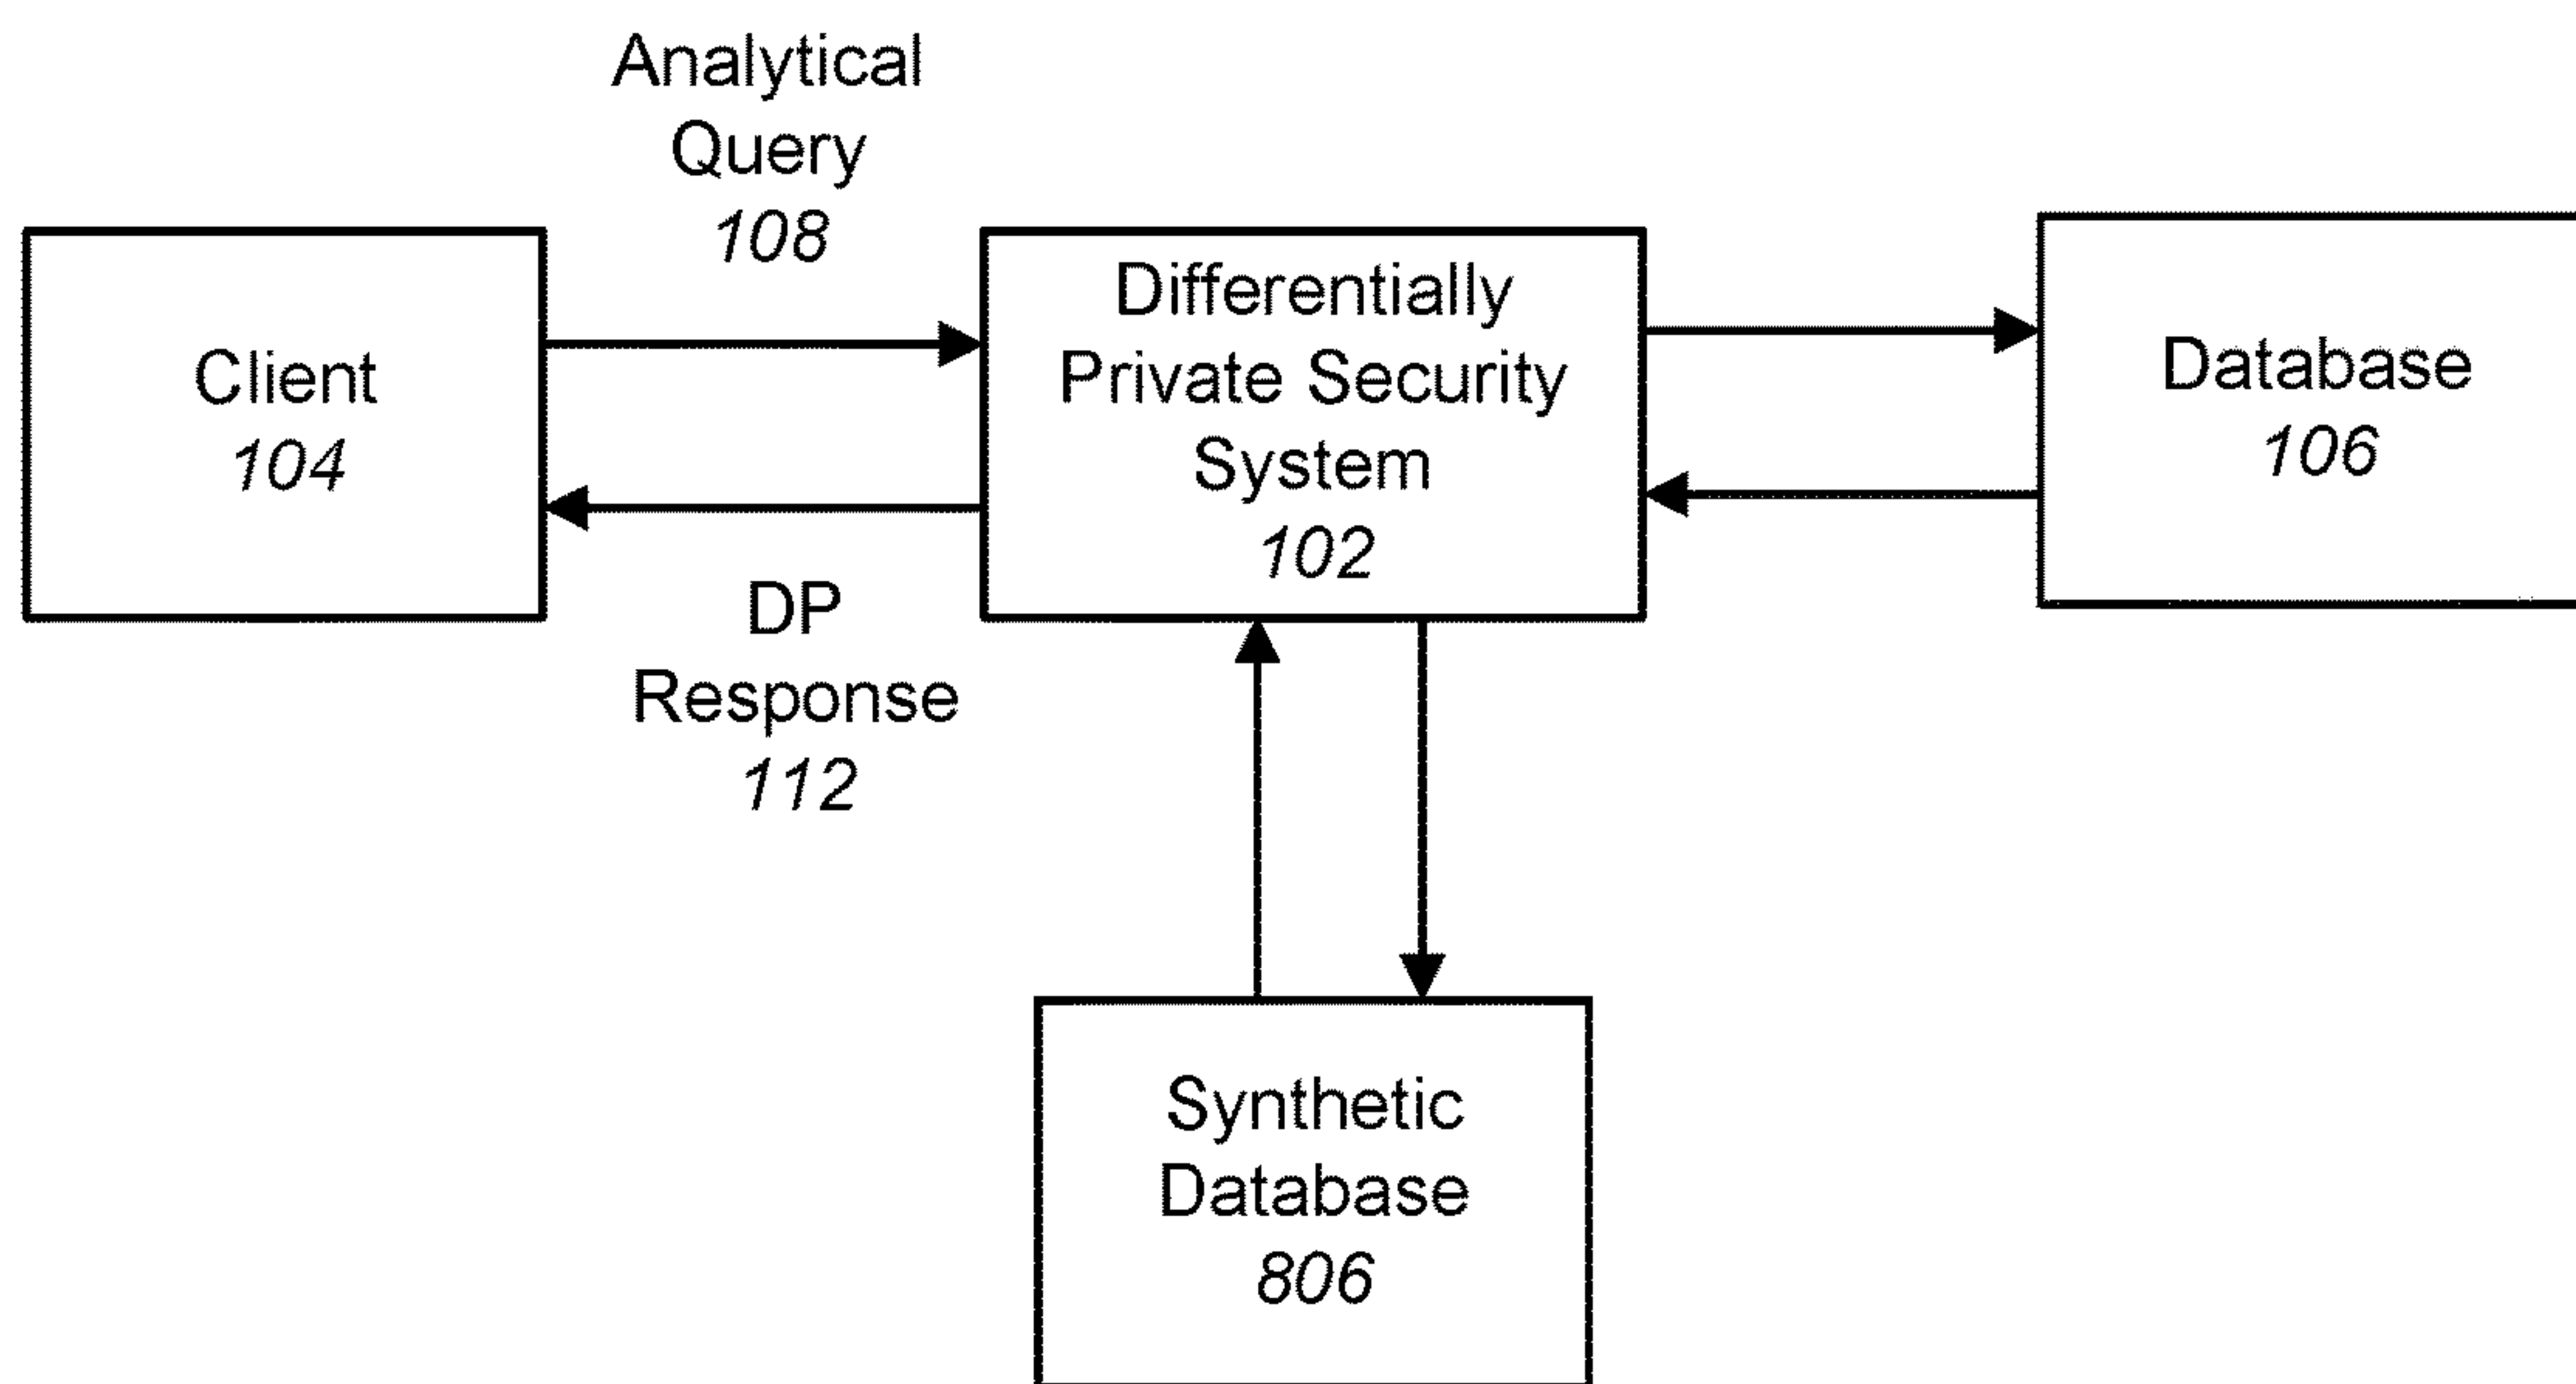 Analytical
Query
108
Client
104
Differentially
Private Security
System
102
Database
106
DP
Response
112
Synthetic
Database
806